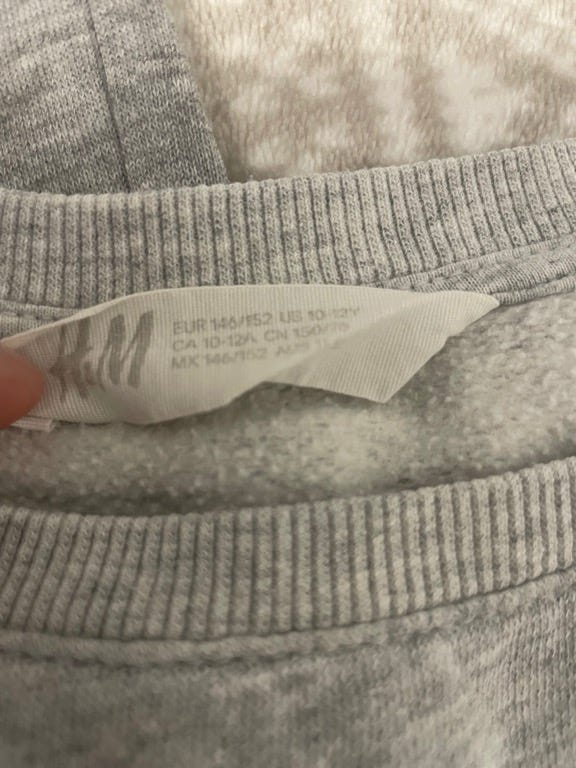 H&M
EUR 146/152 US 10-12Y
CA 10-12A CN 150/76
MX 146/152